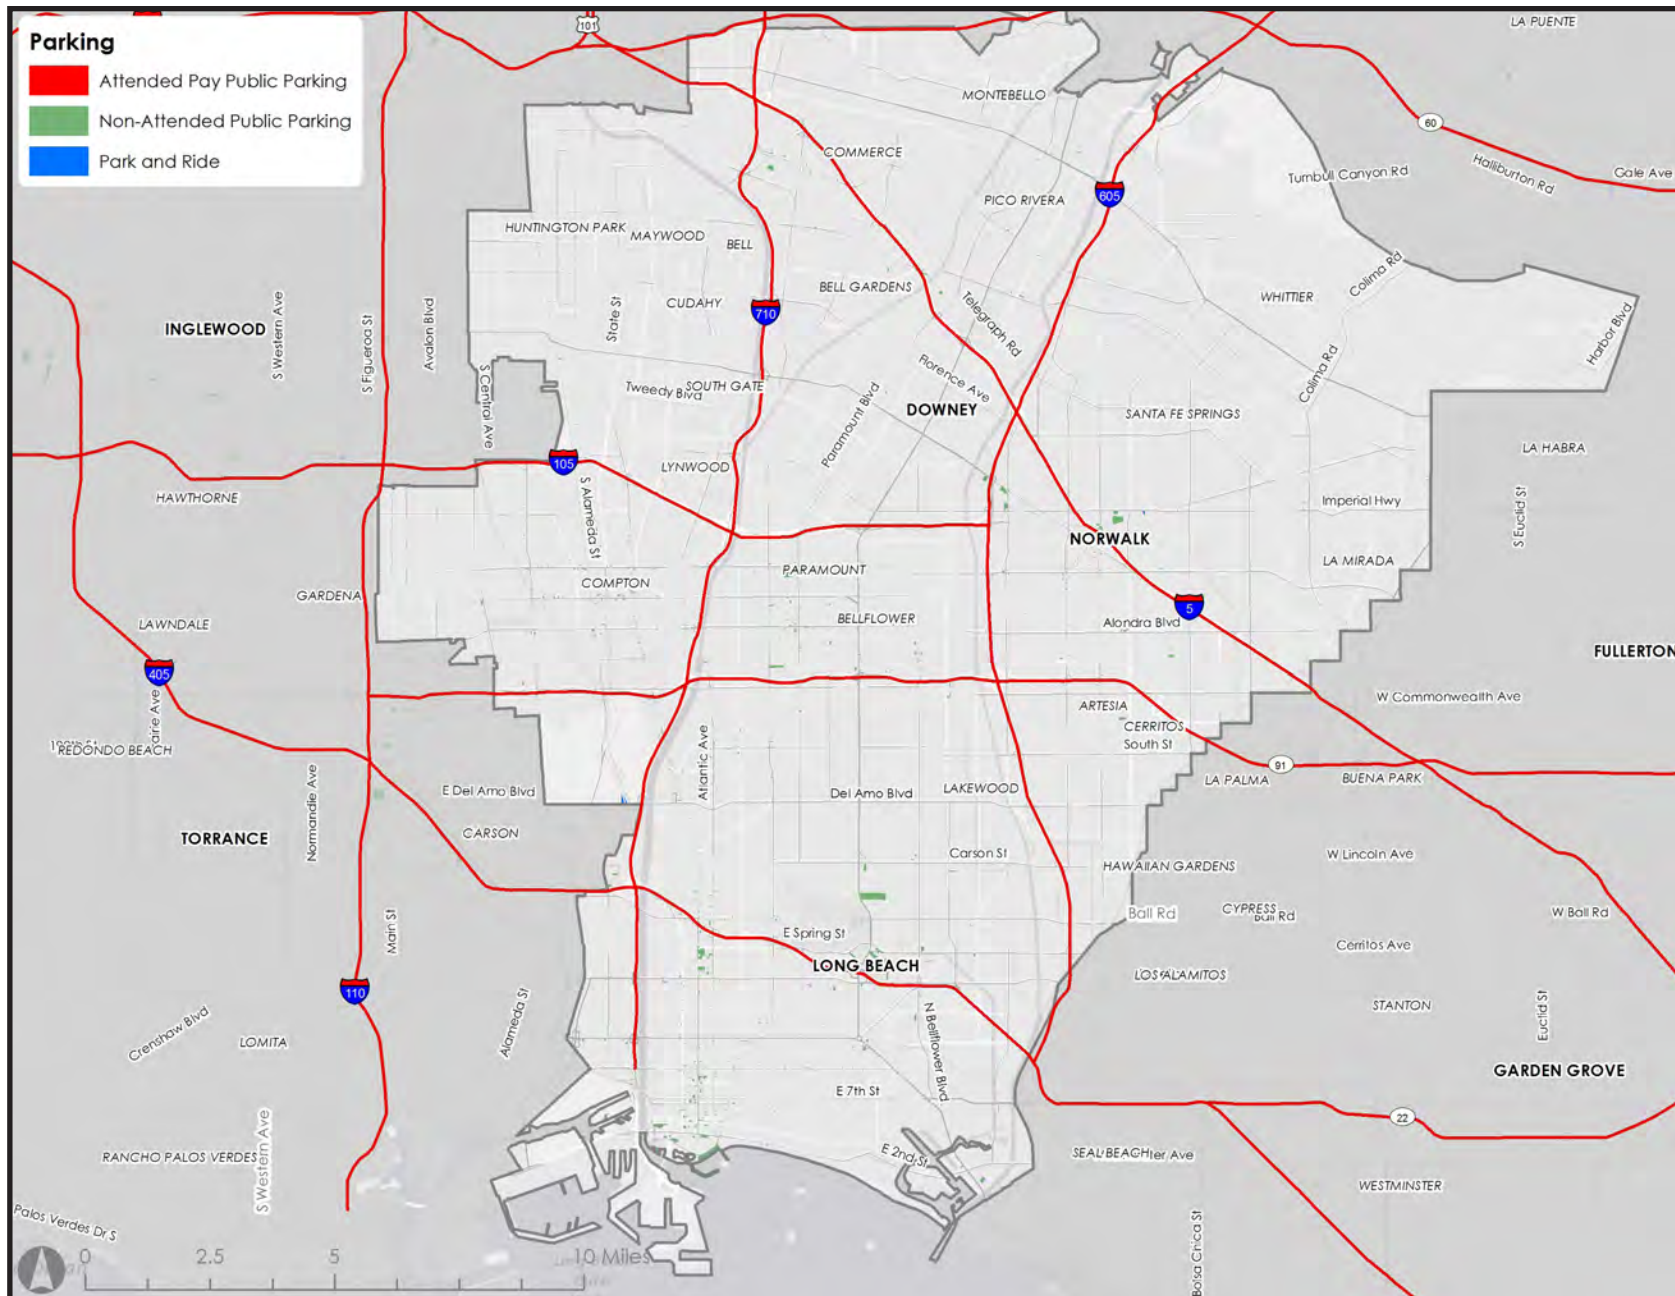 Parking
Attended Pay Public Parking
Non-Attended Public Parking
Park and Ride
101
LA PUENTE
MONTEBELLO
60
COMMERCE
Halliburton Rd
Turnbull Canyon Rd
Gale Ave
605
PICO RIVERA
HUNTINGTON PARK
MAYWOOD
BELL
Colima Rd
BELL GARDENS
WHITTIER
CUDAHY
710
S Western Ave
INGLEWOOD
S Figueroa St
Avalon Blvd
State St
Telegraph Rd
Harbor Blvd
S Central Ave
Tweedy Blvd
SOUTH GATE
Florence Ave
Colima Rd
Paramount Blvd
DOWNEY
SANTA FE SPRINGS
LA HABRA
105
LYNWOOD
HAWTHORNE
S Alameda St
Imperial Hwy
S Euclid St
NORWALK
LA MIRADA
PARAMOUNT
COMPTON
GARDENA
5
LAWNDALE
BELLFLOWER
Alondra Blvd
FULLERTON
405
W Commonwealth Ave
ARTESIA
CERRITOS
South St
REDONDO BEACH
Atlantic Ave
91
LA PALMA
BUENA PARK
Normandie Ave
E Del Amo Blvd
Del Amo Blvd
LAKEWOOD
TORRANCE
CARSON
Carson St
W Lincoln Ave
HAWAIIAN GARDENS
Ball Rd
CYPRESS
Ball Rd
W Ball Rd
Main St
E Spring St
Cerritos Ave
LONG BEACH
LOS ALAMITOS
110
STANTON
Euclid St
Crenshaw Blvd
LOMITA
Alameda St
N Bellflower Blvd
GARDEN GROVE
E 7th St
22
S Western Ave
RANCHO PALOS VERDES
E 2nd St
SEAL BEACH
WESTMINSTER
Palos Verdes Dr S
Bolsa Chica St
0
2.5
5
10 Miles